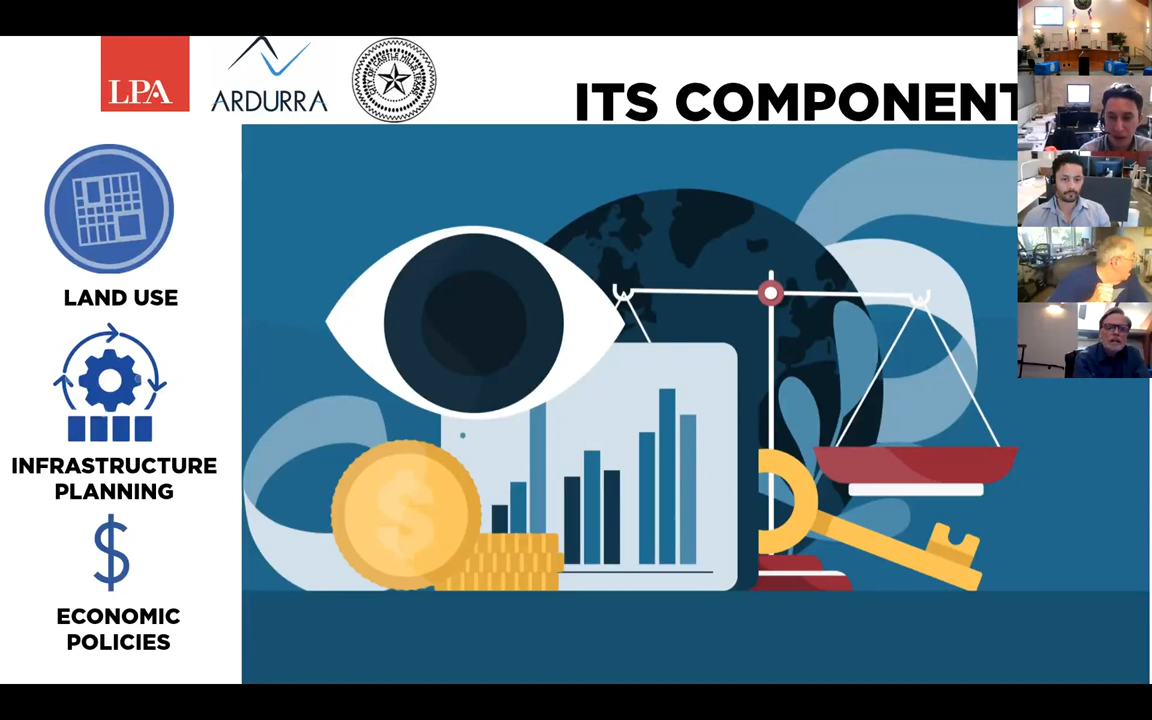 LPA
ARDURRA
ITS COMPONENT
LAND USE
INFRASTRUCTURE
PLANNING
$
ECONOMIC
POLICIES
$